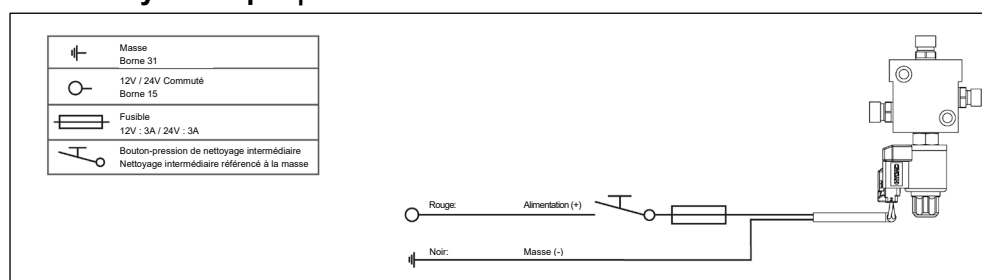 Masse
Borne 31
12V / 24V Commuté
Borne 15
Fusible
12V : 3A / 24V : 3A
Bouton-pression de nettoyage intermédiaire
Nettoyage intermédiaire référencé à la masse
Rouge: Alimentation (+)
Noir: Masse (-)